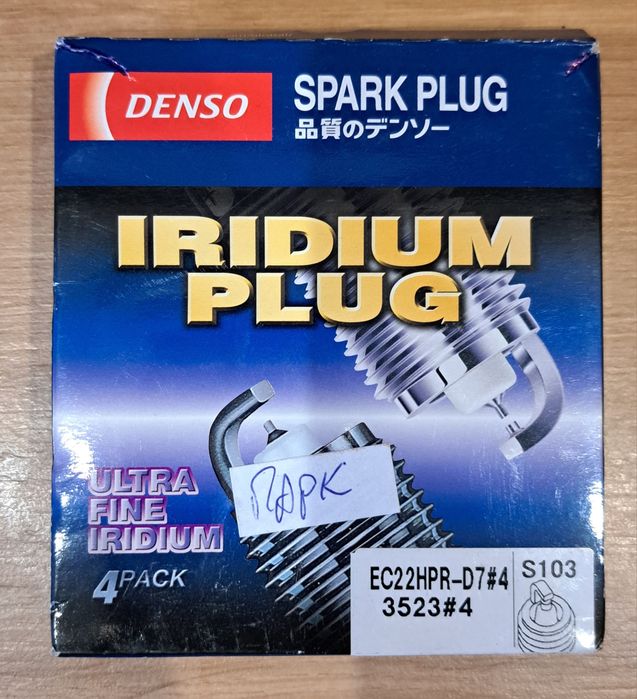 DENSO
SPARK PLUG
品質のデンソー
IRIDIUM
PLUG
ULTRA
FINE
IRIDIUM
4PACK
ПАРК
EC22HPR-D7#4
3523#4
S103